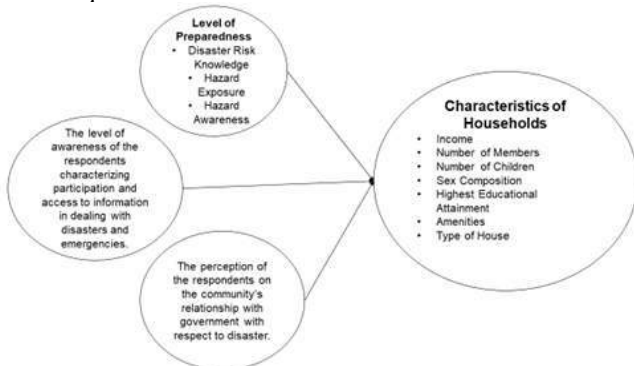 Level of
Preparedness
• Disaster Risk
Knowledge
• Hazard
Exposure
• Hazard
Awareness
The level of
awareness of the
respondents
characterizing
participation and
access to information
in dealing with
disasters and
emergencies.
The perception of
the respondents on
the community's
relationship with
government with
respect to disaster.
Characteristics of
Households
• Income
• Number of Members
• Number of Children
• Sex Composition
• Highest Educational
Attainment
• Amenities
• Type of House